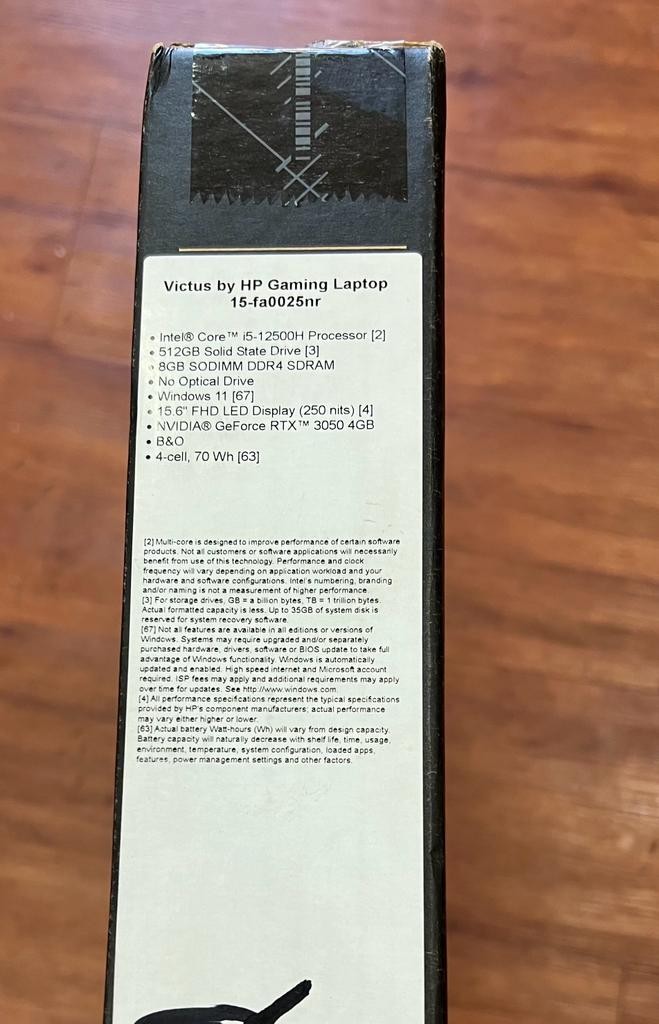 Victus by HP Gaming Laptop
15-fa0025nr
• Intel® Core™ i5-12500H Processor [2]
• 512GB Solid State Drive [3]
• 8GB SODIMM DDR4 SDRAM
• No Optical Drive
• Windows 11 [67]
• 15.6" FHD LED Display (250 nits) [4]
• NVIDIA® GeForce RTX™ 3050 4GB
• B&O
• 4-cell, 70 Wh [63]
[2] Multi-core is designed to improve performance of certain software
products. Not all customers or software applications will necessarily
benefit from use of this technology. Performance and clock
frequency will vary depending on application workload and your
hardware and software configurations. Intel's numbering, branding
and/or naming is not a measurement of higher performance.
[3] For storage drives, GB = a billion bytes, TB = 1 trillion bytes.
Actual formatted capacity is less. Up to 35GB of system disk is
reserved for system recovery software.
[67] Not all features are available in all editions or versions of
Windows. Systems may require upgraded and/or separately
purchased hardware, drivers, software or BIOS update to take full
advantage of Windows functionality. Windows is automatically
updated and enabled. High speed internet and Microsoft account
required. ISP fees may apply and additional requirements may apply
over time for updates. See http://www.windows.com.
[4] All performance specifications represent the typical specifications
provided by HP's component manufacturers; actual performance
may vary either higher or lower.
[63] Actual battery Watt-hours (Wh) will vary from design capacity.
Battery capacity will naturally decrease with shelf life, time, usage,
environment, temperature, system configuration, loaded apps,
features, power management settings and other factors.